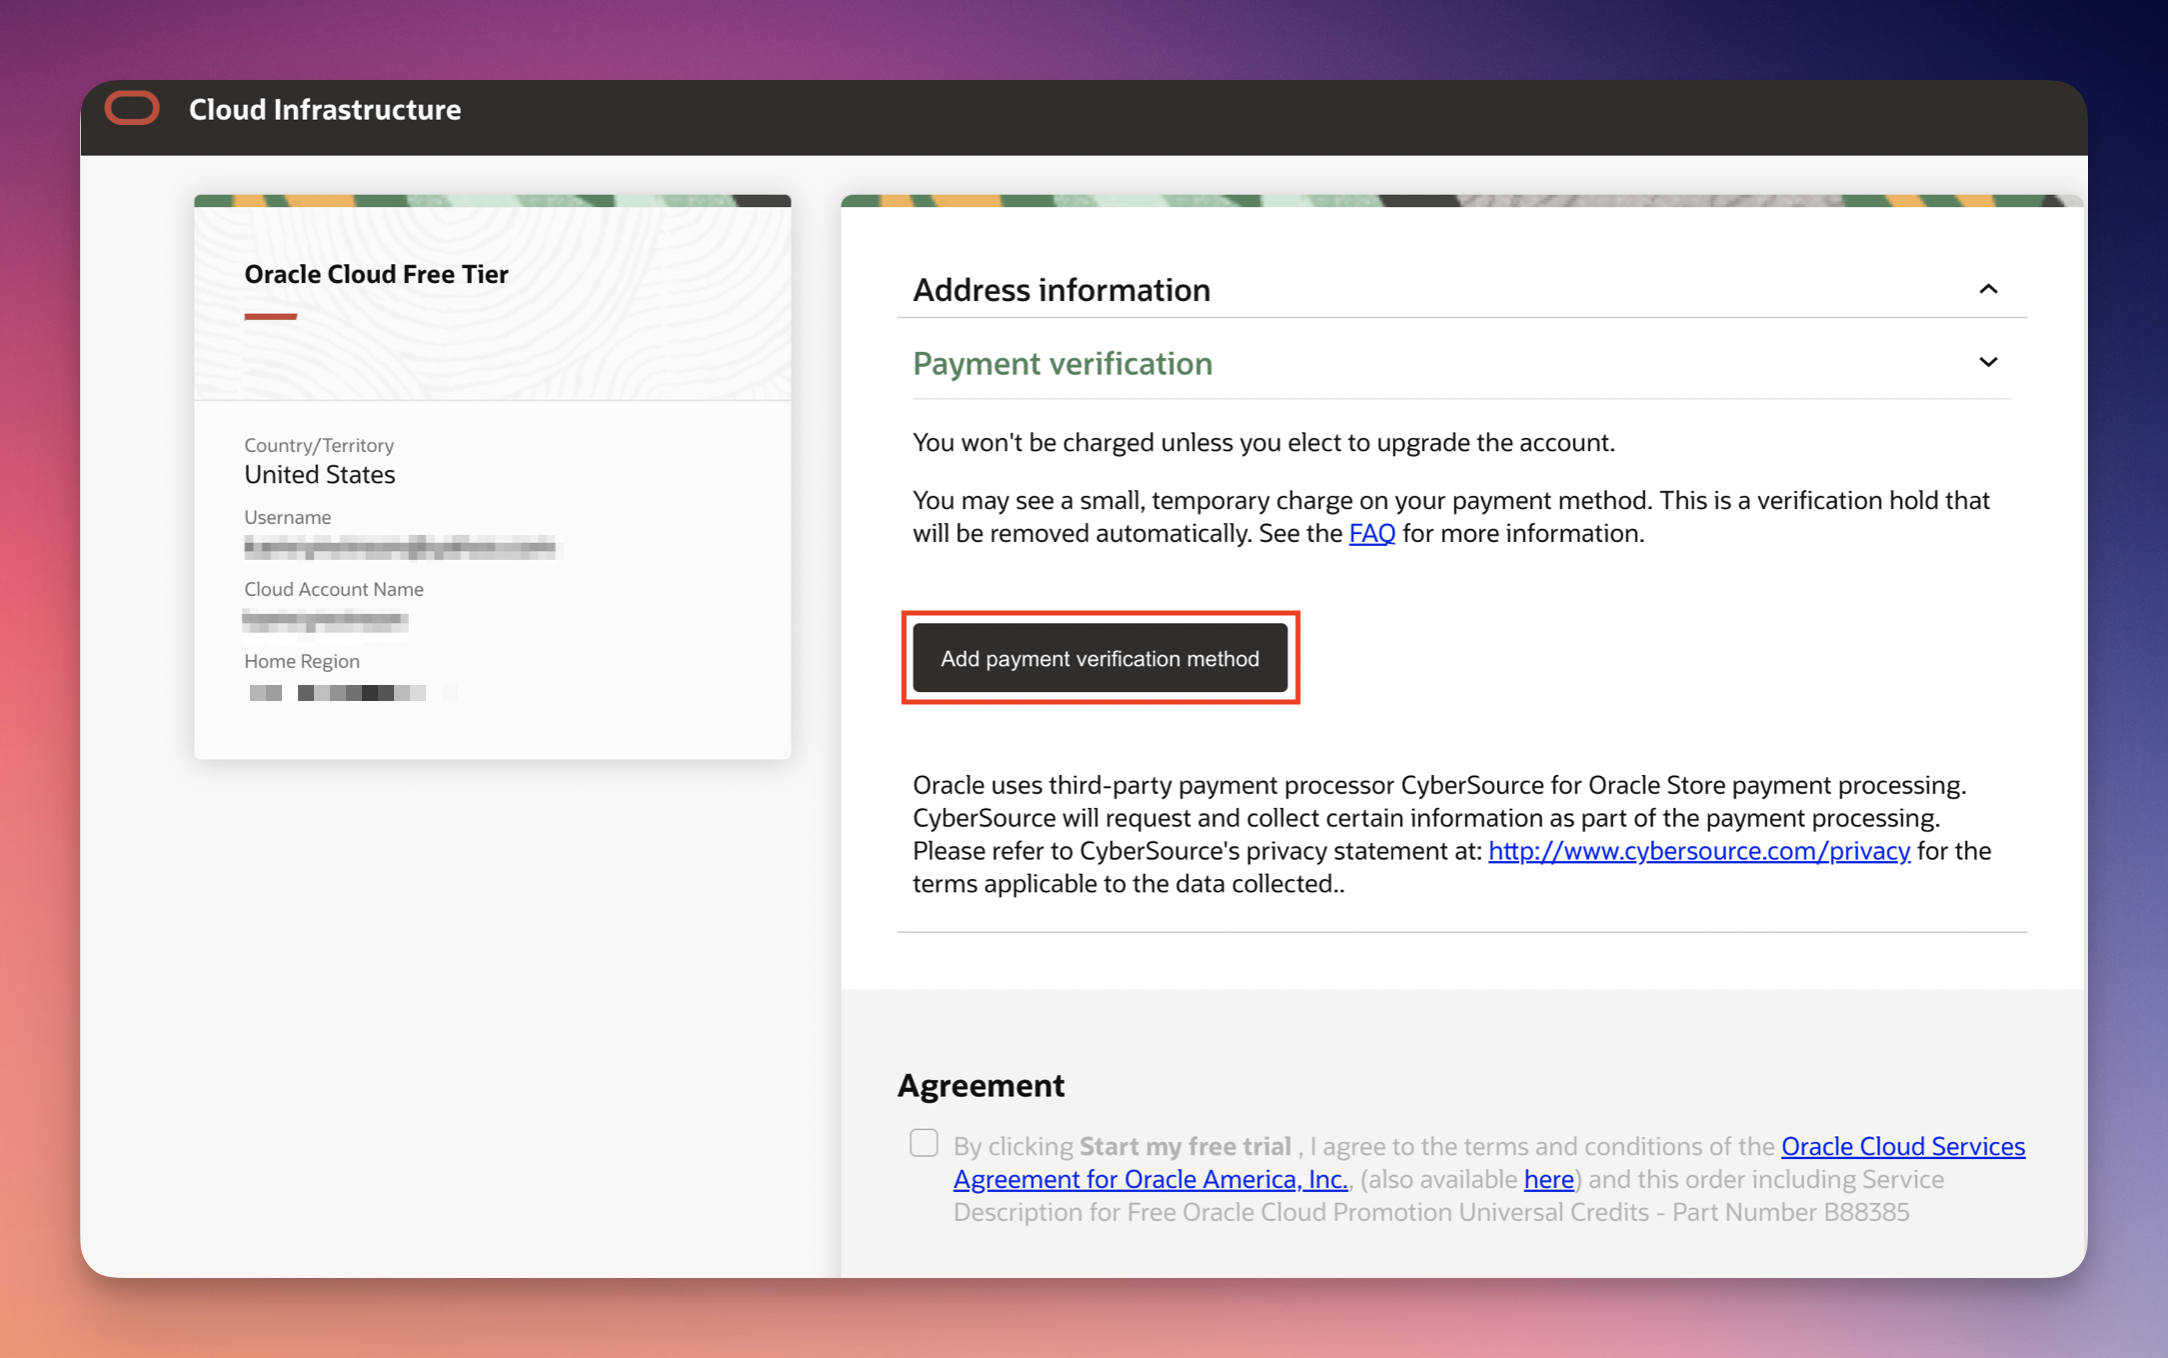 Cloud Infrastructure
Oracle Cloud Free Tier
Country/Territory
United States
Username
Cloud Account Name
Home Region
Address information
Payment verification
You won't be charged unless you elect to upgrade the account.
You may see a small, temporary charge on your payment method. This is a verification hold that
will be removed automatically. See the FAQ for more information.
Add payment verification method
Oracle uses third-party payment processor CyberSource for Oracle Store payment processing.
CyberSource will request and collect certain information as part of the payment processing.
Please refer to CyberSource's privacy statement at: http://www.cybersource.com/privacy for the
terms applicable to the data collected..
Agreement
By clicking Start my free trial , I agree to the terms and conditions of the Oracle Cloud Services
Agreement for Oracle America, Inc., (also available here) and this order including Service
Description for Free Oracle Cloud Promotion Universal Credits - Part Number B88385